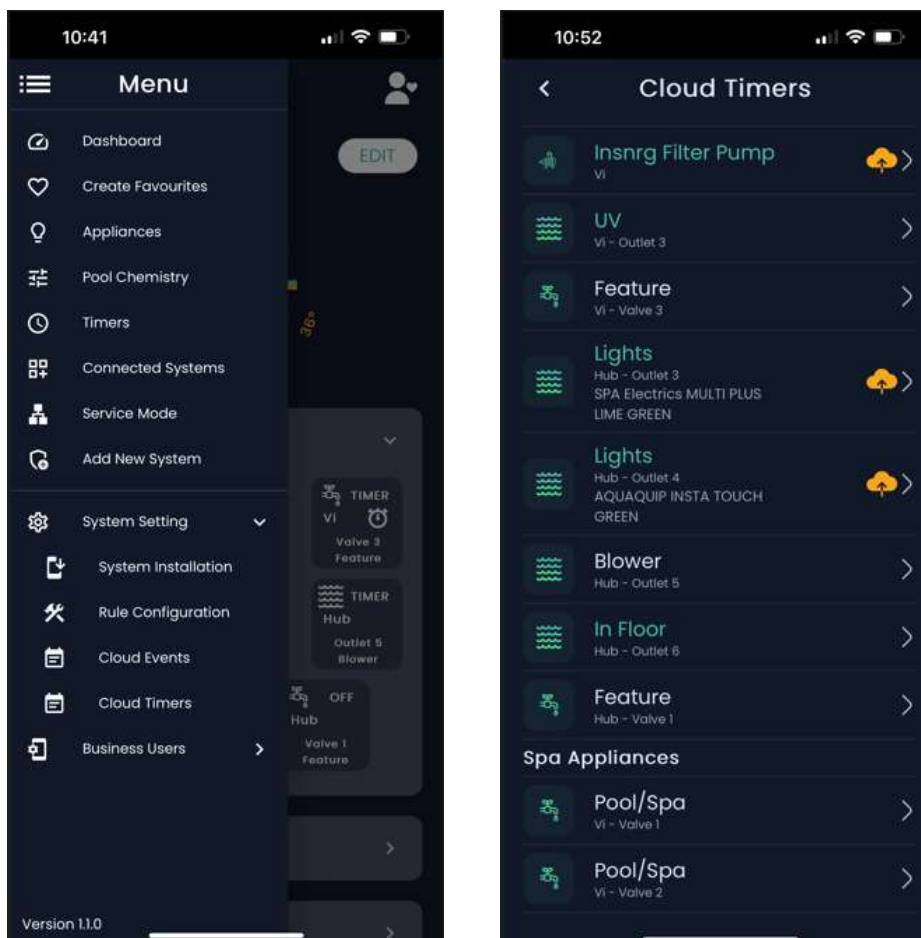 10:41
Menu
EDIT
Dashboard
Create Favourites
Appliances
Pool Chemistry
Timers
Connected Systems
Service Mode
Add New System
System Setting
System Installation
Rule Configuration
Cloud Events
Cloud Timers
Business Users
Version 1.1.0
36°
TIMER
Vi
Valve 3
Feature
TIMER
Hub
Outlet 5
Blower
OFF
Hub
Valve 1
Feature
10:52
Cloud Timers
Insnrg Filter Pump
Vi
UV
Vi - Outlet 3
Feature
Vi - Valve 3
Lights
Hub - Outlet 3
SPA Electrics MULTI PLUS
LIME GREEN
Lights
Hub - Outlet 4
AQUAQUIP INSTA TOUCH
GREEN
Blower
Hub - Outlet 5
In Floor
Hub - Outlet 6
Feature
Hub - Valve 1
Spa Appliances
Pool/Spa
Vi - Valve 1
Pool/Spa
Vi - Valve 2